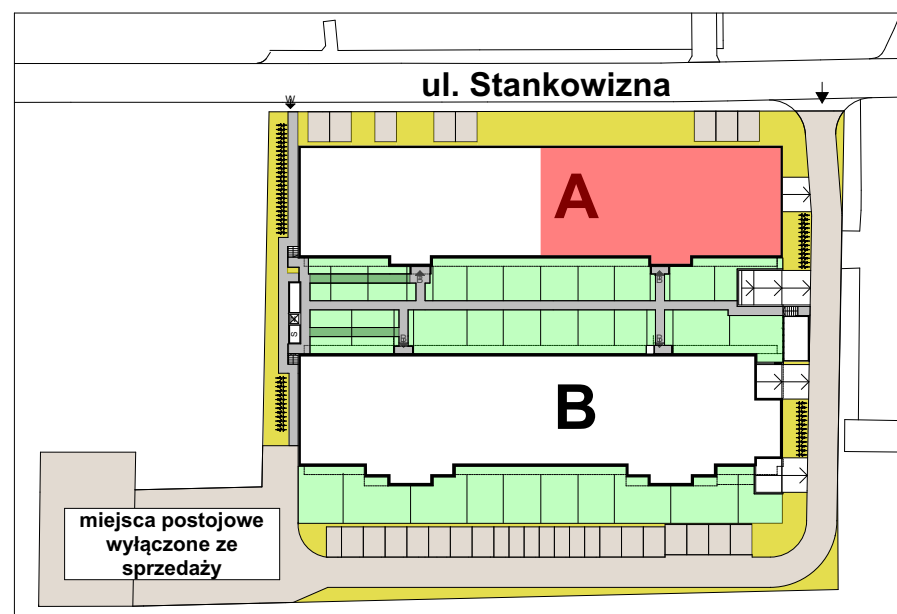 ul. Stankowizna
A
S
B
miejsca postojowe
wyłączone ze
sprzedaży